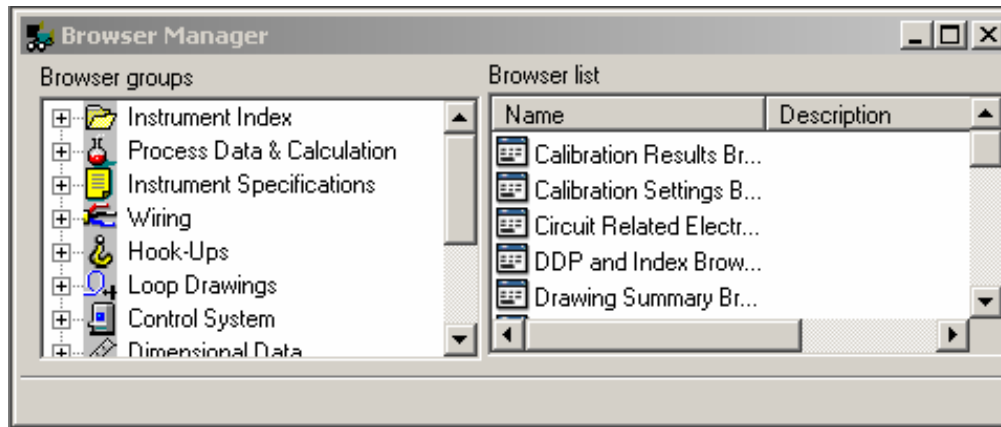 Browser Manager
Browser groups
Instrument Index
Process Data & Calculation
Instrument Specifications
Wiring
Hook-Ups
Loop Drawings
Control System
Dimensional Data
Browser list
Name Description
Calibration Results Br...
Calibration Settings B...
Circuit Related Electr...
DDP and Index Brow...
Drawing Summary Br...